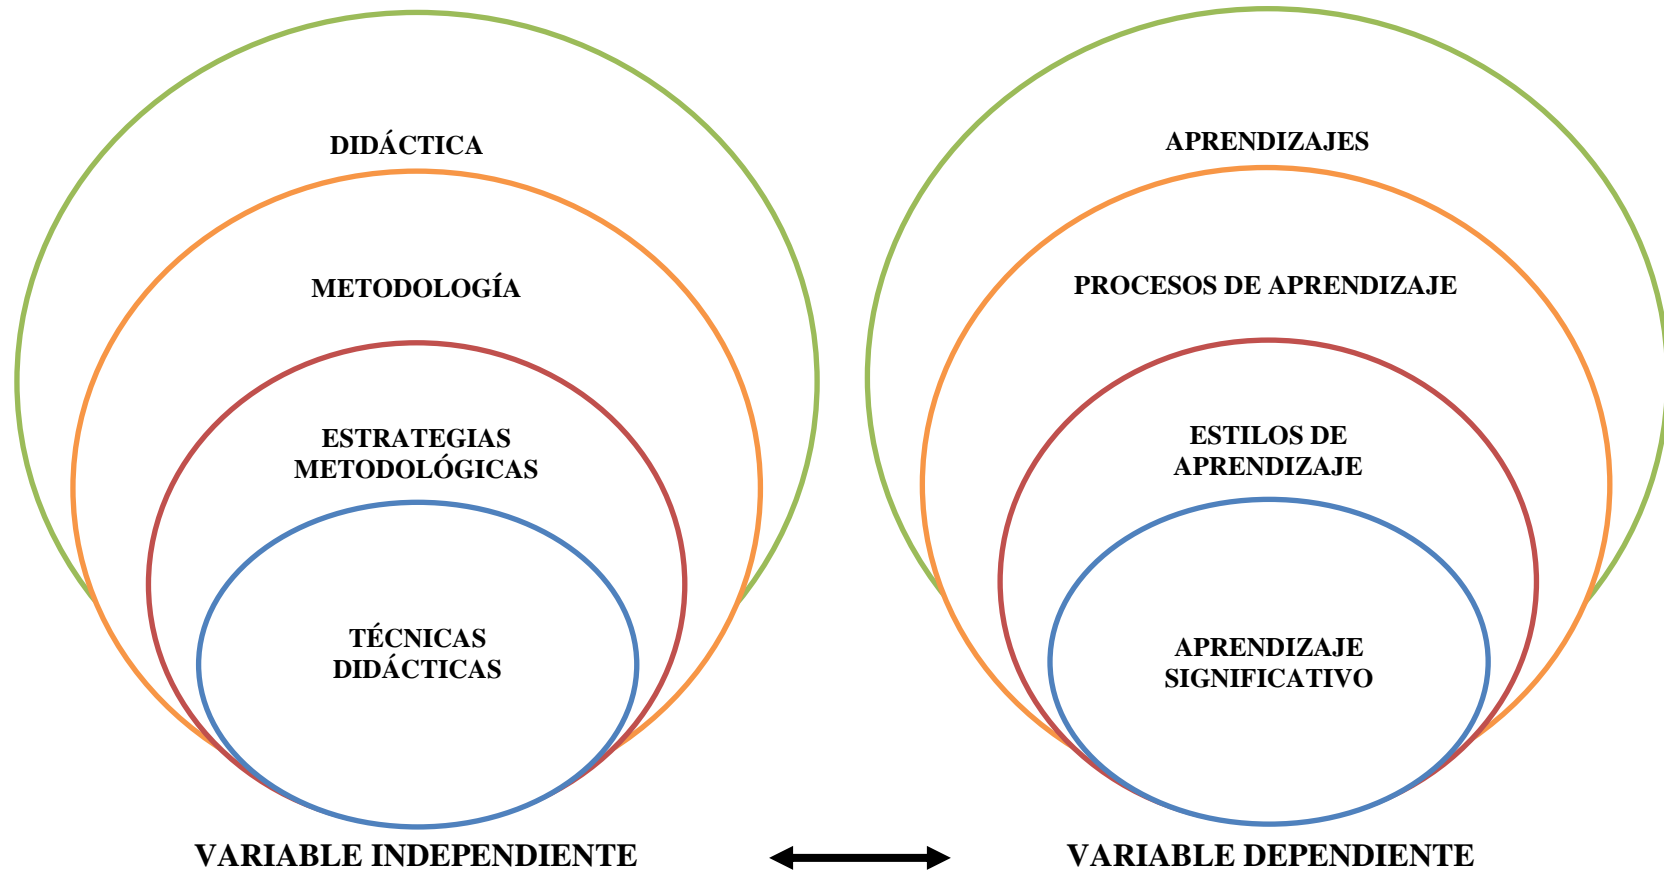 DIDÁCTICA
METODOLOGÍA
ESTRATEGIAS
METODOLÓGICAS
TÉCNICAS
DIDÁCTICAS
VARIABLE INDEPENDIENTE
APRENDIZAJES
PROCESOS DE APRENDIZAJE
ESTILOS DE
APRENDIZAJE
APRENDIZAJE
SIGNIFICATIVO
VARIABLE DEPENDIENTE